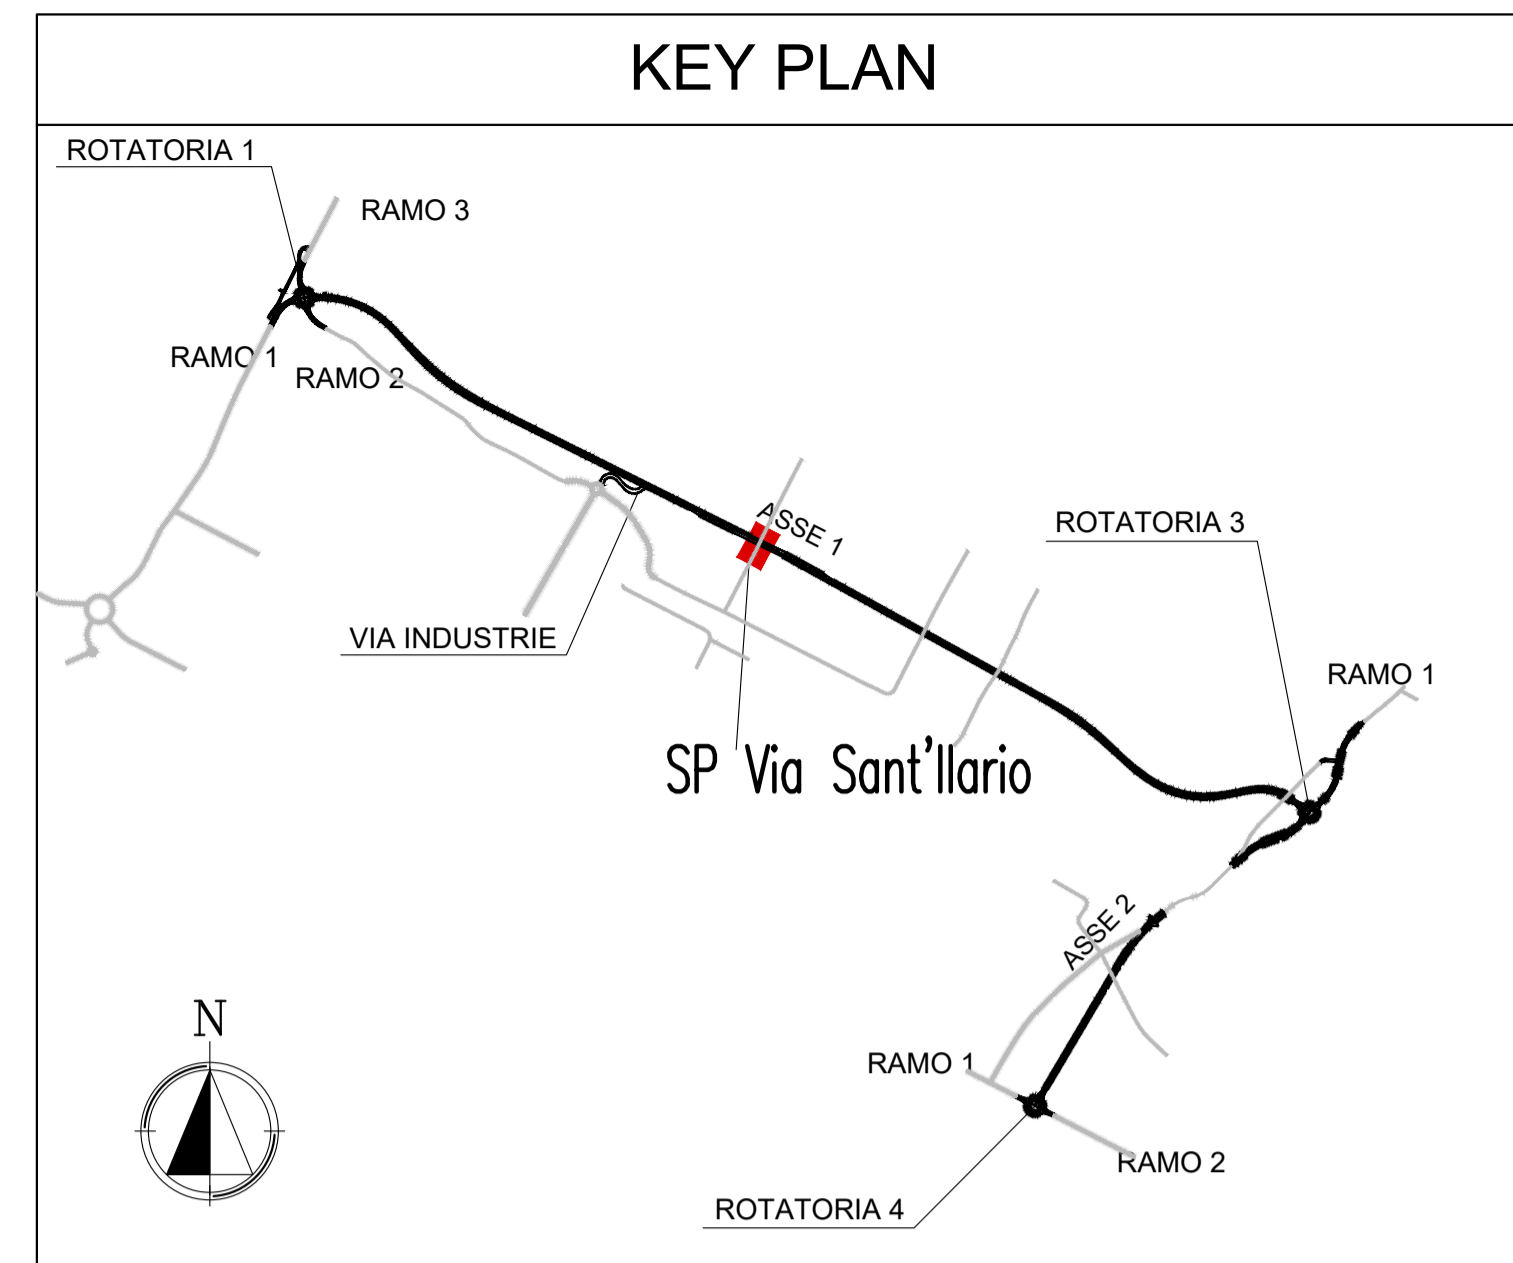 KEY PLAN
ROTATORIA 1
RAMO 3
RAMO 1
RAMO 2
ASSE 1
ROTATORIA 3
VIA INDUSTRIE
RAMO 1
SP Via Sant'Ilario
ASSE 2
N
RAMO 1
RAMO 2
ROTATORIA 4